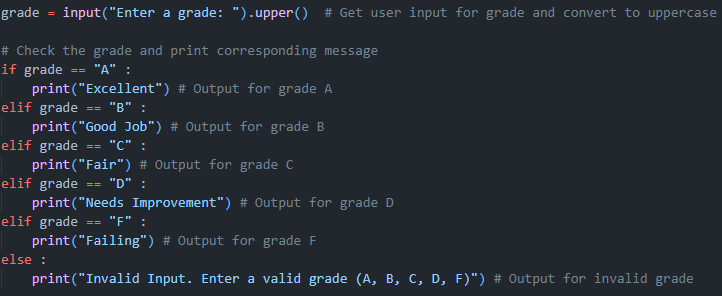 grade = input("Enter a grade: ").upper()  # Get user input for grade and convert to uppercase

# Check the grade and print corresponding message
if grade == "A" :
    print("Excellent") # Output for grade A
elif grade == "B" :
    print("Good Job") # Output for grade B
elif grade == "C" :
    print("Fair") # Output for grade C
elif grade == "D" :
    print("Needs Improvement") # Output for grade D
elif grade == "F" :
    print("Failing") # Output for grade F
else :
    print("Invalid Input. Enter a valid grade (A, B, C, D, F)") # Output for invalid grade